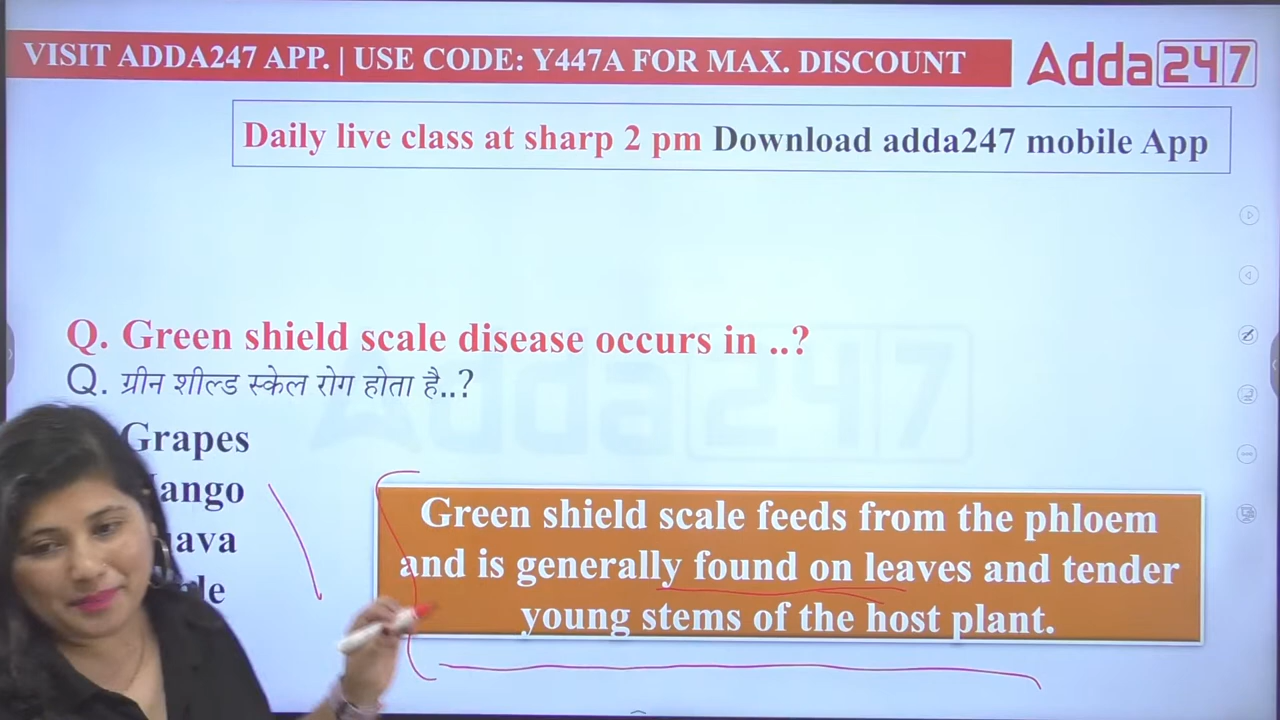 VISIT ADDA247 APP. | USE CODE: Y447A FOR MAX. DISCOUNT
Adda247
Daily live class at sharp 2 pm Download adda247 mobile App
Q. Green shield scale disease occurs in ..?
Q. ग्रीन शील्ड स्केल रोग होता है..?
Grapes
Green shield scale feeds from the phloem
and is generally found on leaves and tender
young stems of the host plant.